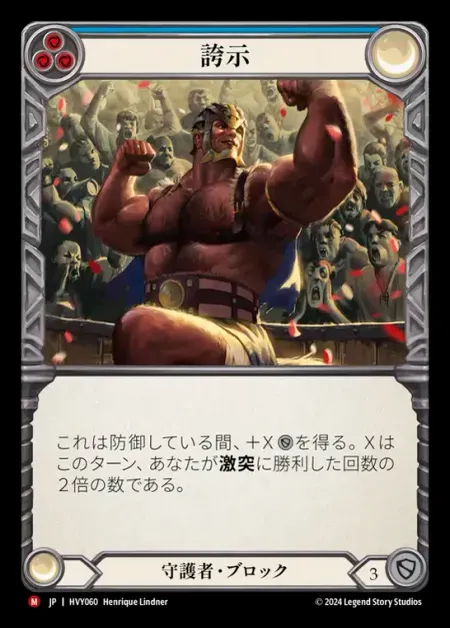 誇示
これは防御している間、＋Xを得る。Xは
このターン、あなたが激突に勝利した回数の
２倍の数である。
守護者・ブロック
3
M JP | HVY060 Henrique Lindner
© 2024 Legend Story Studios